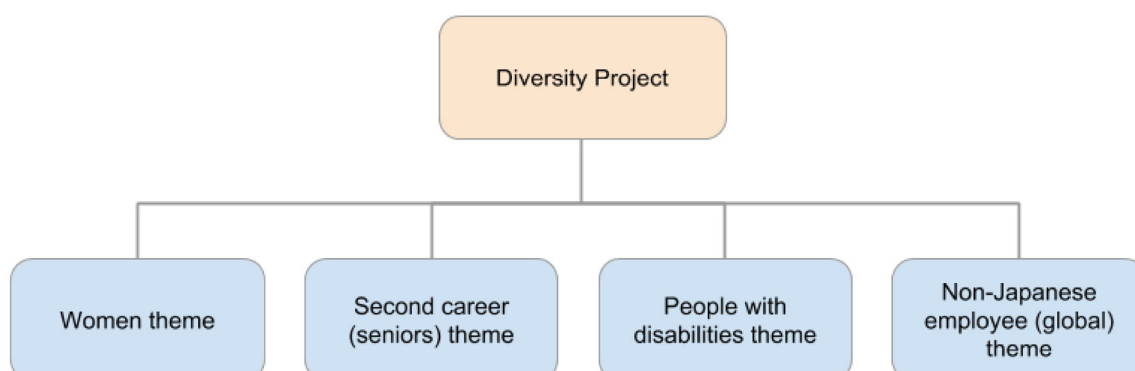 Diversity Project
Women theme
Second career
(seniors) theme
People with
disabilities theme
Non-Japanese
employee (global)
theme